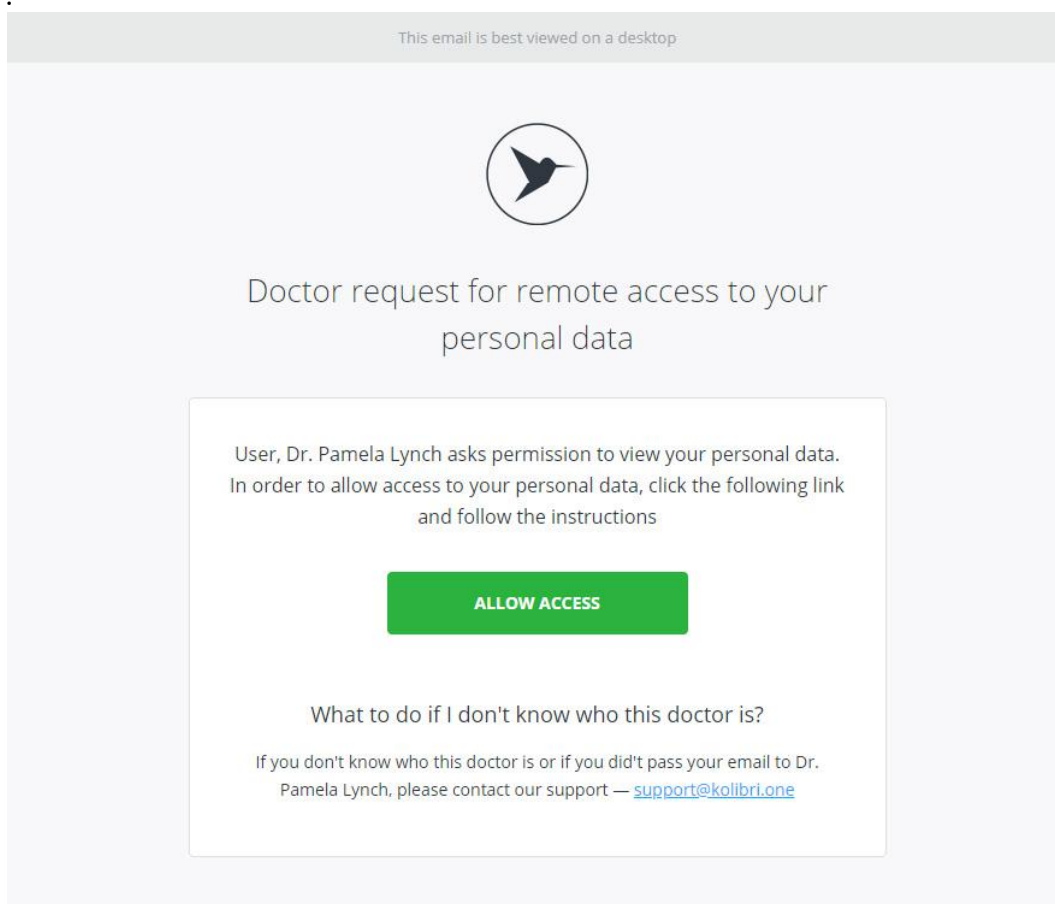 This email is best viewed on a desktop
Doctor request for remote access to your
personal data
User, Dr. Pamela Lynch asks permission to view your personal data.
In order to allow access to your personal data, click the following link
and follow the instructions
ALLOW ACCESS
What to do if I don't know who this doctor is?
If you don't know who this doctor is or if you did't pass your email to Dr.
Pamela Lynch, please contact our support — support@kolibri.one